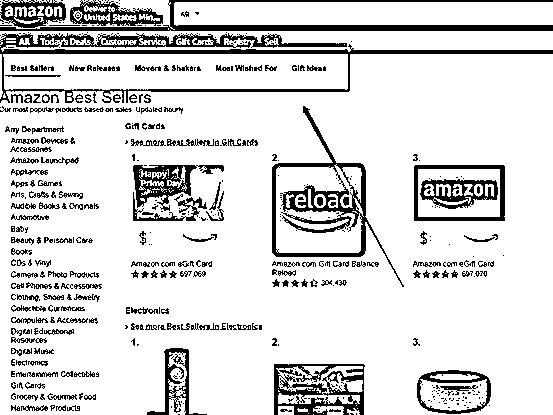 amazon
Deliver to
United States Min...
All
All Today's Deals Customer Service Gift Cards Registry Sell
Best Sellers New Releases Movers & Shakers Most Wished For Gift Ideas
Amazon Best Sellers
Our most popular products based on sales. Updated hourly.
Any Department
Amazon Devices &
Accessories
Amazon Launchpad
Appliances
Apps & Games
Arts, Crafts & Sewing
Audible Books & Originals
Automotive
Baby
Beauty & Personal Care
Books
CDs & Vinyl
Camera & Photo Products
Cell Phones & Accessories
Clothing, Shoes & Jewelry
Collectible Currencies
Computers & Accessories
Digital Educational
Resources
Digital Music
Electronics
Entertainment Collectibles
Gift Cards
Grocery & Gourmet Food
Handmade Products
Gift Cards
› See more Best Sellers in Gift Cards
1.
Happy
Prime Day
$
Amazon.com eGift Card
697,069
2.
reload
Amazon.com Gift Card Balance
Reload
304,430
3.
amazon
$
Amazon.com eGift Card
697,070
Electronics
› See more Best Sellers in Electronics
1.
2.
3.